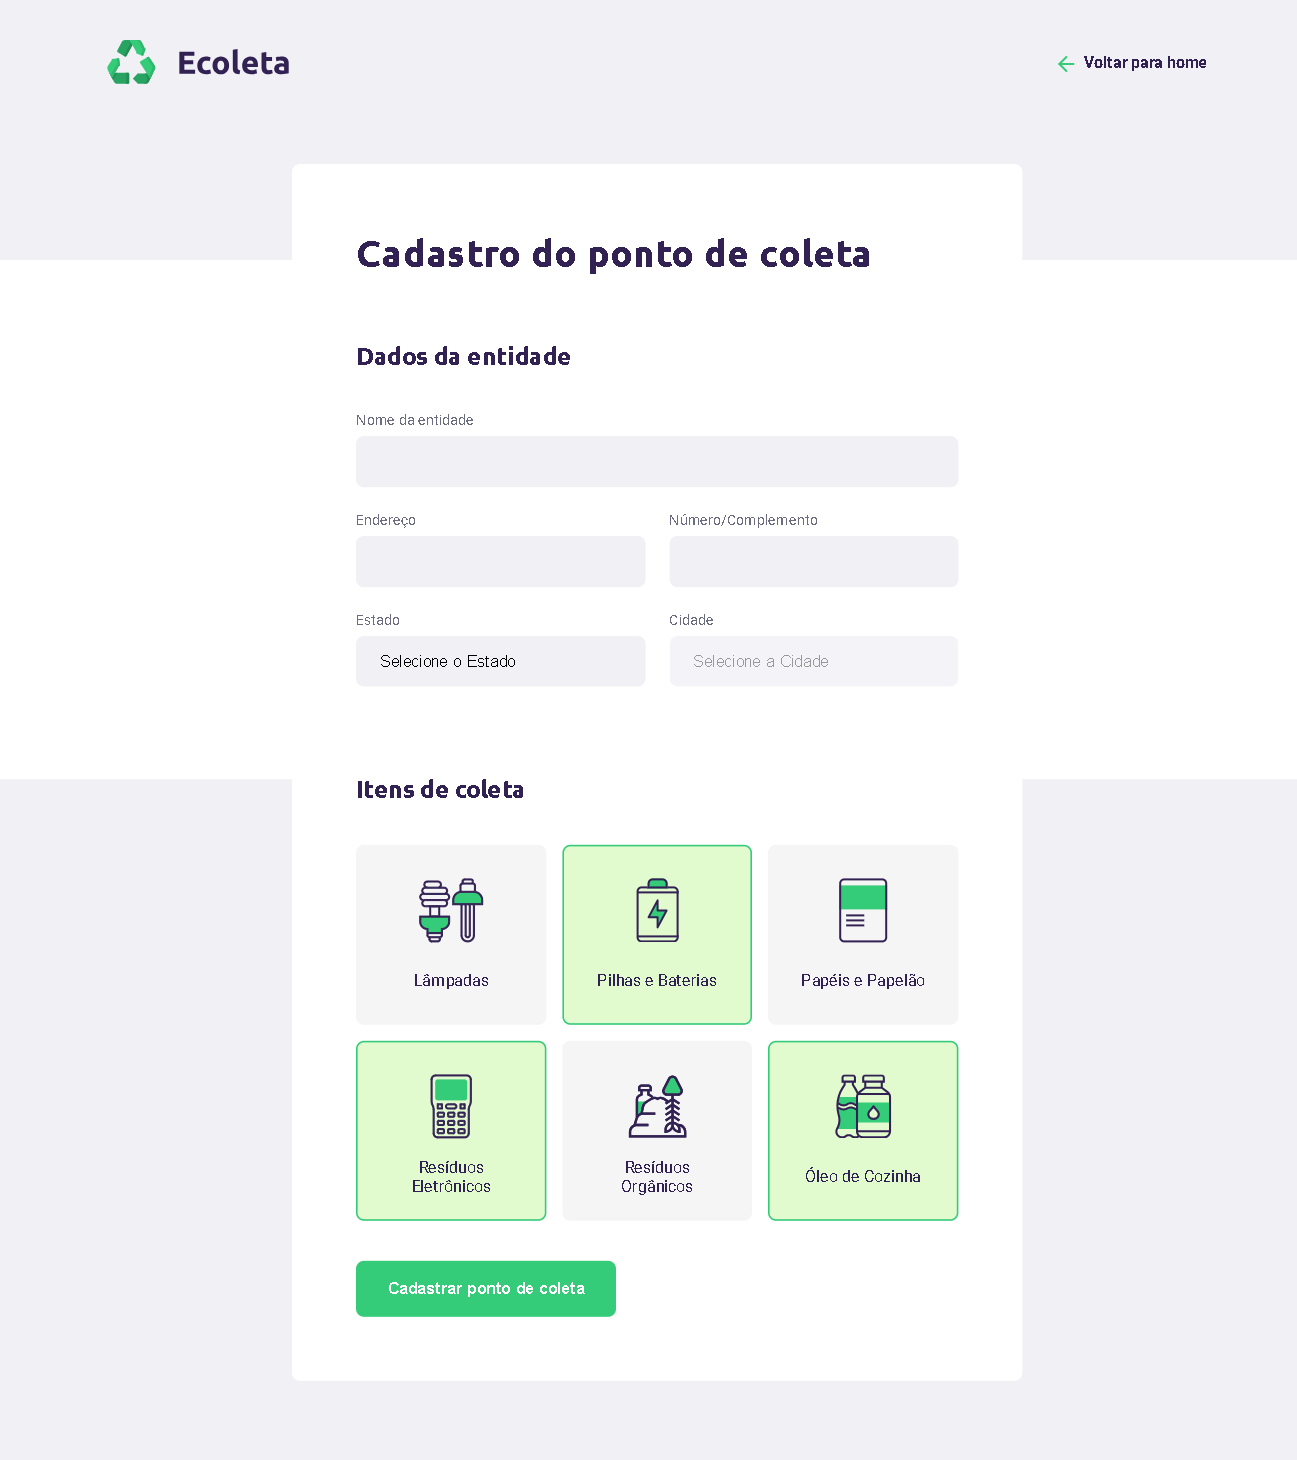 Ecoleta
Voltar para home
Cadastro do ponto de coleta
Dados da entidade
Nome da entidade
Endereço
Número/Complemento
Estado
Cidade
Selecione o Estado
Selecione a Cidade
Itens de coleta
Lâmpadas
Pilhas e Baterias
Papéis e Papelão
Resíduos
Eletrônicos
Resíduos
Orgânicos
Óleo de Cozinha
Cadastrar ponto de coleta